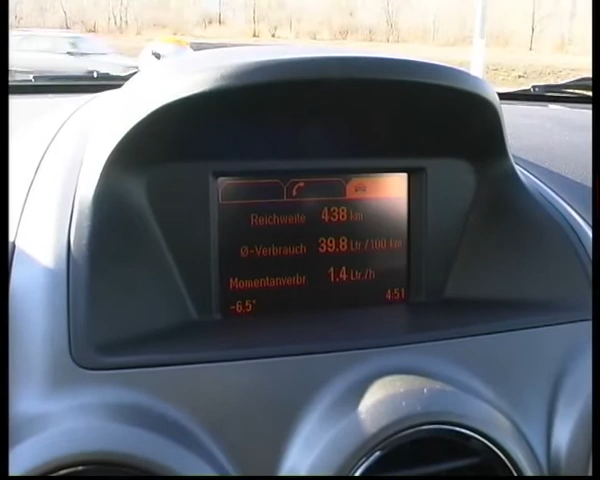 Reichweite 438 km
Ø-Verbrauch 39.8 Ltr/100 km
Momentanverbr 1.4 Ltr/h
-6.5° 4:51